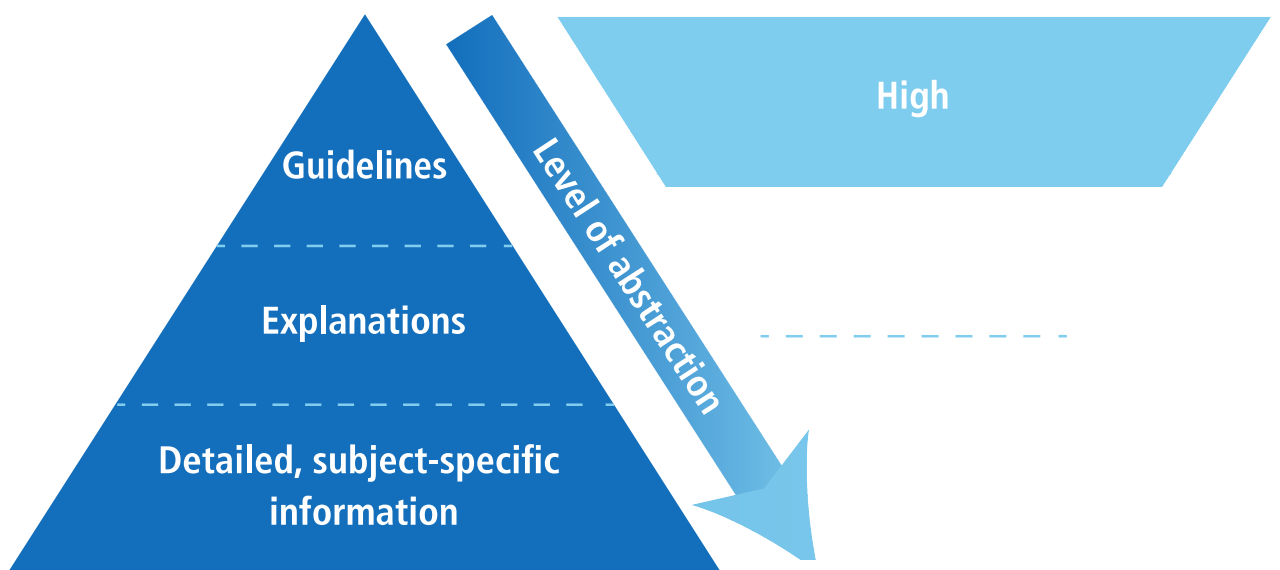 Guidelines
Explanations
Detailed, subject-specific
information
Level of abstraction
High